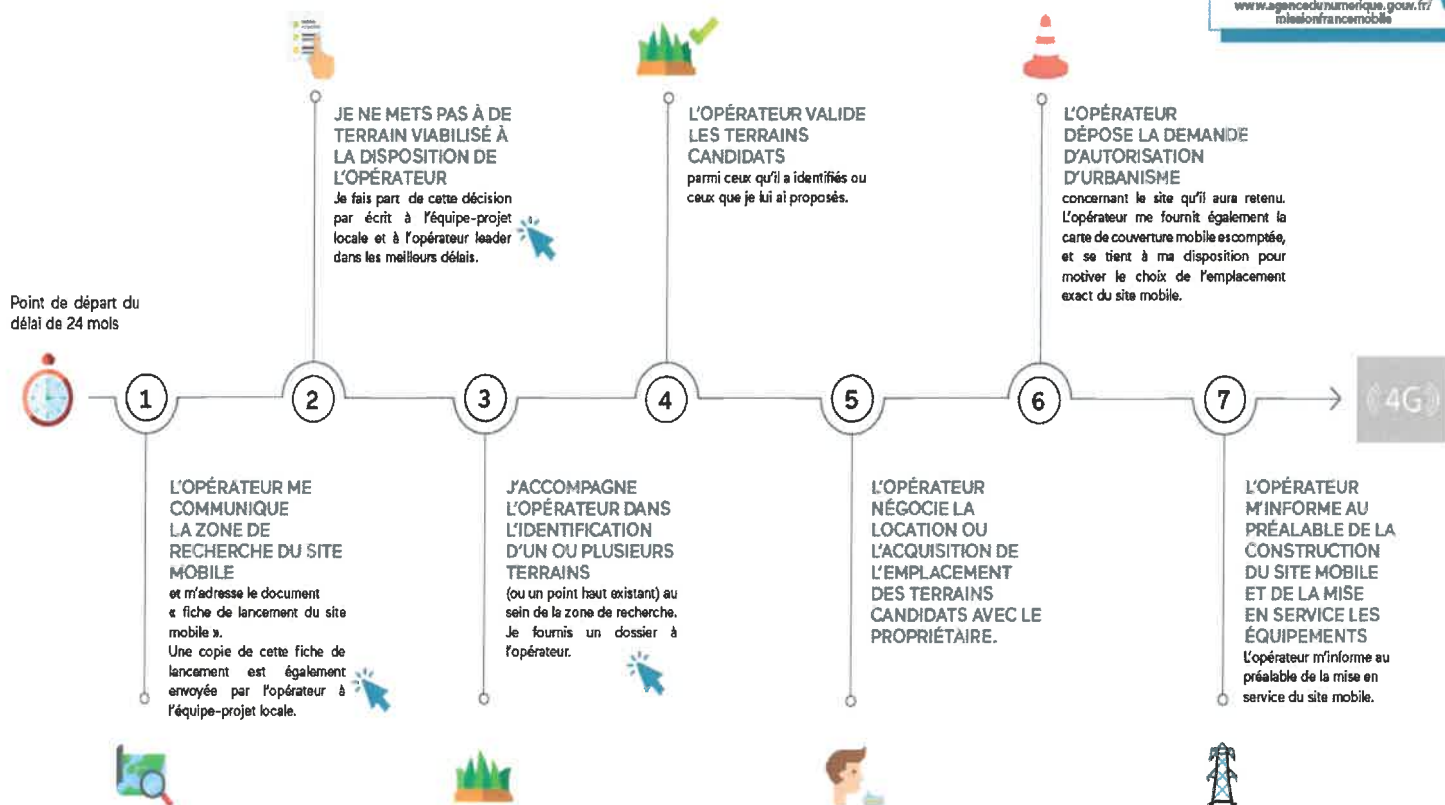 www.agencedunumerique.gouv.fr/
missionfrancemobile
JE NE METS PAS À DE
TERRAIN VIABILISÉ À
LA DISPOSITION DE
L'OPÉRATEUR
Je fais part de cette décision
par écrit à l'équipe-projet
locale et à l'opérateur leader
dans les meilleurs délais.
L'OPÉRATEUR VALIDE
LES TERRAINS
CANDIDATS
parmi ceux qu'il a identifiés ou
ceux que je lui ai proposés.
L'OPÉRATEUR
DÉPOSE LA DEMANDE
D'AUTORISATION
D'URBANISME
concernant le site qu'il aura retenu.
L'opérateur me fournit également la
carte de couverture mobile escomptée,
et se tient à ma disposition pour
motiver le choix de l'emplacement
exact du site mobile.
Point de départ du
délai de 24 mois
1
2
3
4
5
6
7
4G
L'OPÉRATEUR ME
COMMUNIQUE
LA ZONE DE
RECHERCHE DU SITE
MOBILE
et m'adresse le document
« fiche de lancement du site
mobile ».
Une copie de cette fiche de
lancement est également
envoyée par l'opérateur à
l'équipe-projet locale.
J'ACCOMPAGNE
L'OPÉRATEUR DANS
L'IDENTIFICATION
D'UN OU PLUSIEURS
TERRAINS
(ou un point haut existant) au
sein de la zone de recherche.
Je fournis un dossier à
l'opérateur.
L'OPÉRATEUR
NÉGOCIE LA
LOCATION OU
L'ACQUISITION DE
L'EMPLACEMENT
DES TERRAINS
CANDIDATS AVEC LE
PROPRIÉTAIRE.
L'OPÉRATEUR
M'INFORME AU
PRÉALABLE DE LA
CONSTRUCTION
DU SITE MOBILE
ET DE LA MISE
EN SERVICE LES
ÉQUIPEMENTS
L'opérateur m'informe au
préalable de la mise en
service du site mobile.